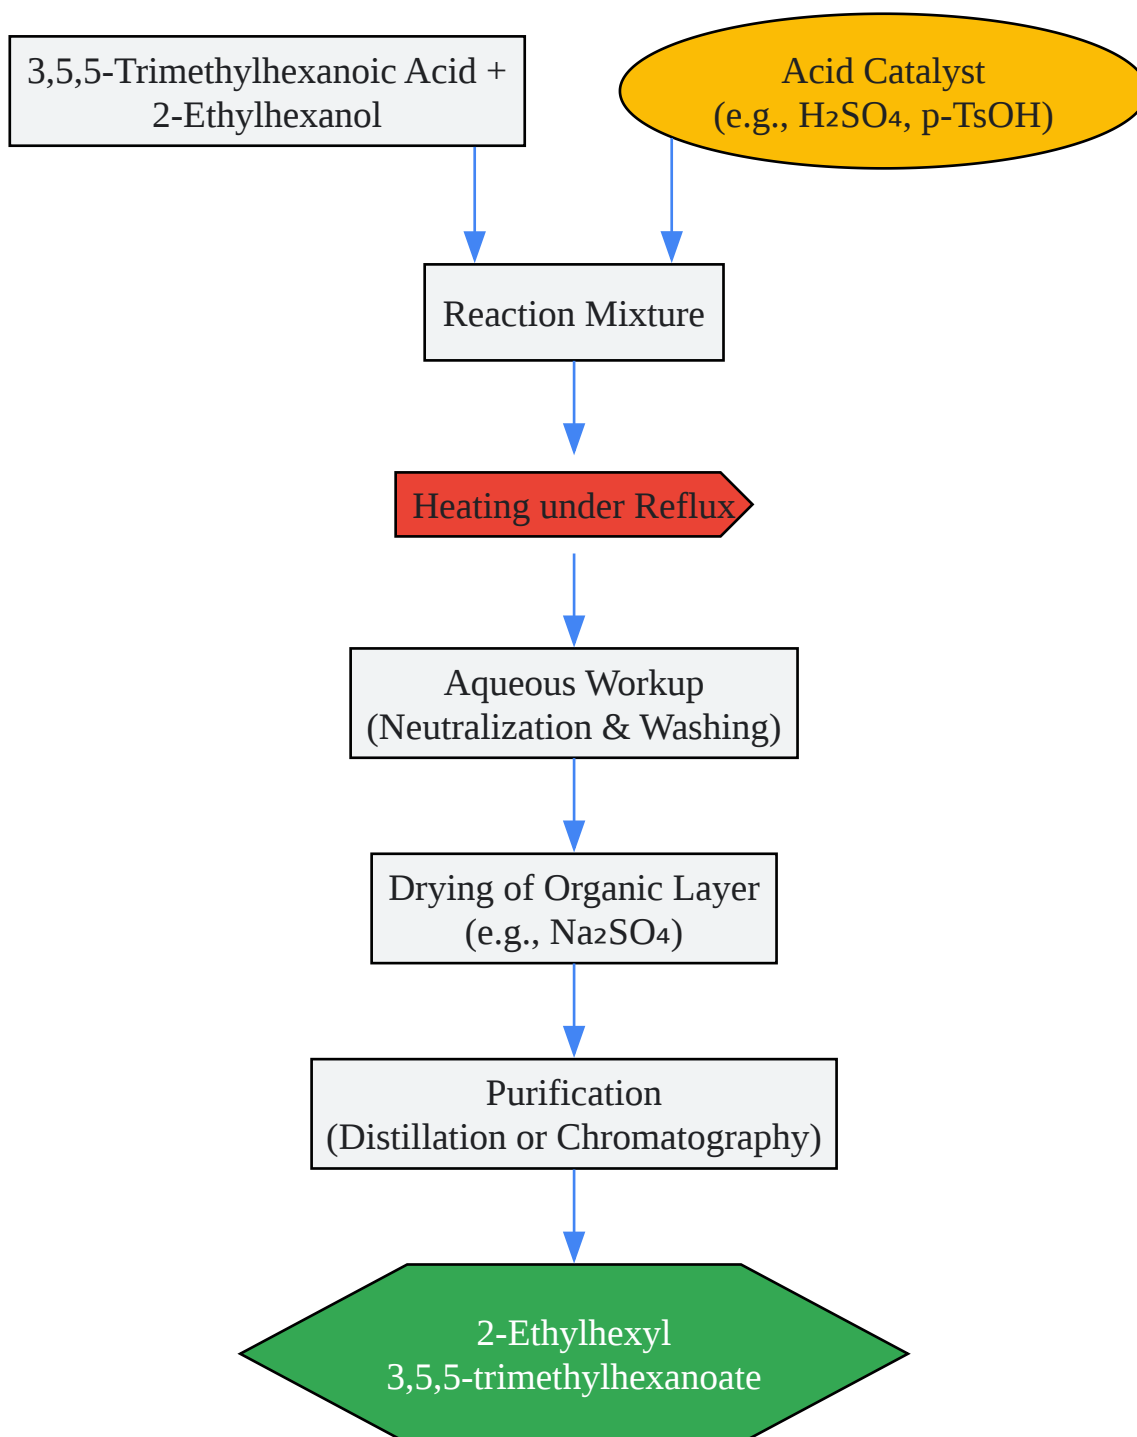 3,5,5-Trimethylhexanoic Acid +
2-Ethylhexanol
Acid Catalyst
(e.g., H₂SO₄, p-TsOH)
Reaction Mixture
Heating under Reflux
Aqueous Workup
(Neutralization & Washing)
Drying of Organic Layer
(e.g., Na₂SO₄)
Purification
(Distillation or Chromatography)
2-Ethylhexyl
3,5,5-trimethylhexanoate